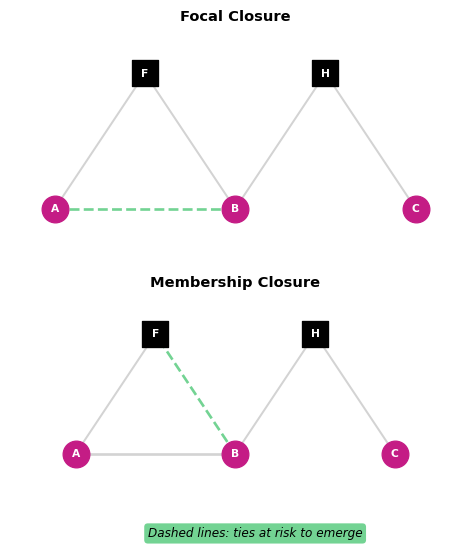 Focal Closure
F H
A B C
Membership Closure
F H
A B C
Dashed lines: ties at risk to emerge